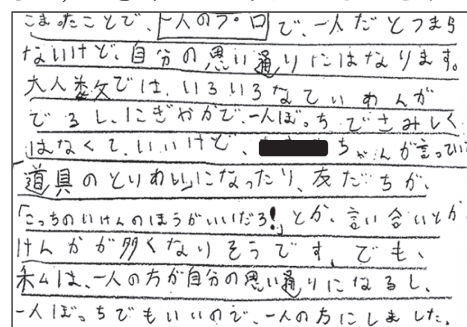 こまったことで、一人のプロで、一人だとつまら
ないけど、自分の思い通りにはなります。
大人数では、いろいろなていあんが
でるし、にぎやかで、一人ぼっちでさみしく
はなくて、いいけど、ちゃんが言ってい
道具のとりあいになったり、友だちが、
「こっちのいけんのほうがいいだろ!」とか、言い合いとか
けんかが多くなりそうです。でも、
私は、一人の方が自分の思い通りになるし、
一人ぼっちでもいいので、一人の方にしました。